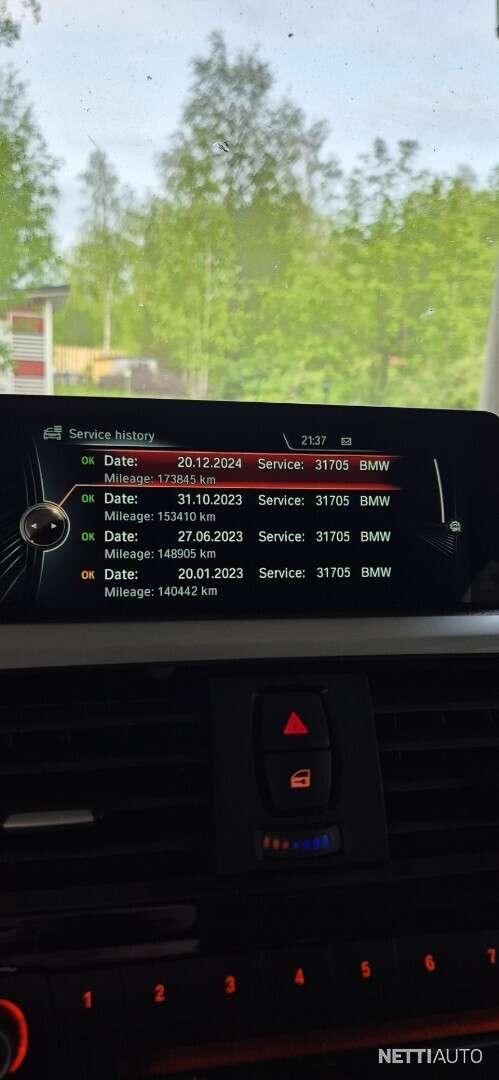 Service history
21:37
OK Date: 20.12.2024 Service: 31705 BMW
Mileage: 173845 km
OK Date: 31.10.2023 Service: 31705 BMW
Mileage: 153410 km
OK Date: 27.06.2023 Service: 31705 BMW
Mileage: 148905 km
OK Date: 20.01.2023 Service: 31705 BMW
Mileage: 140442 km
1 2 3 4 5 6 7
NETTIAUTO